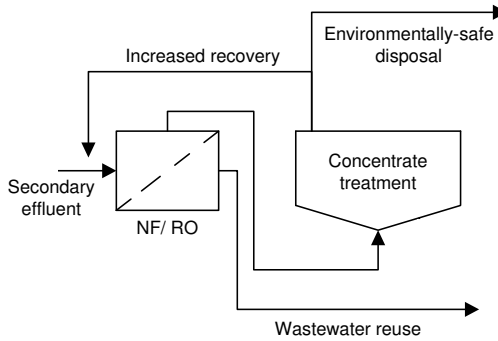 Environmentally-safe
disposal
Increased recovery
Concentrate
treatment
Secondary
effluent
NF/ RO
Wastewater reuse